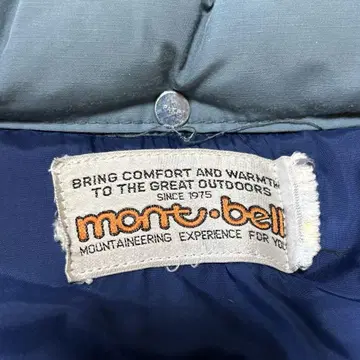 BRING COMFORT AND WARMTH
TO THE GREAT OUTDOORS
SINCE 1975
mont·bell
MOUNTAINEERING EXPERIENCE FOR YOU